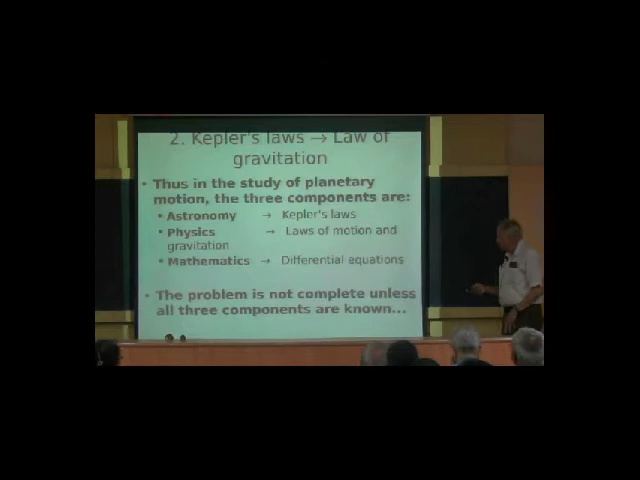 2. Kepler's laws → Law of
gravitation
• Thus in the study of planetary
motion, the three components are:
• Astronomy → Kepler's laws
• Physics → Laws of motion and
gravitation
• Mathematics → Differential equations
• The problem is not complete unless
all three components are known...